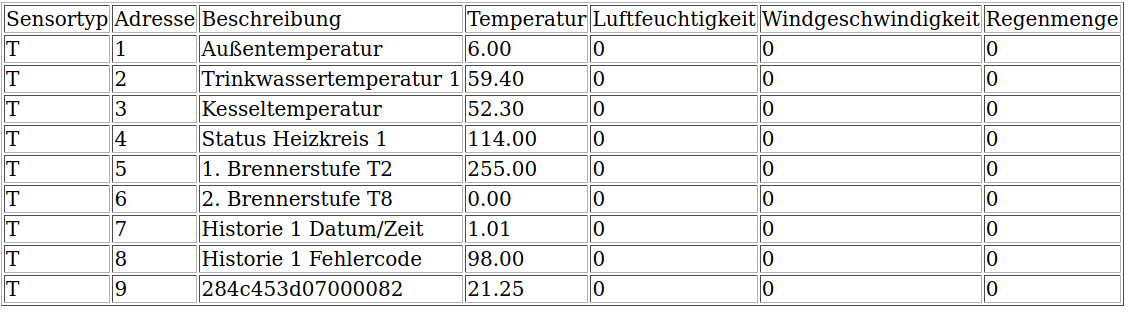 Sensortyp Adresse Beschreibung Temperatur Luftfeuchtigkeit Windgeschwindigkeit Regenmenge
T 1 Außentemperatur 6.00 0 0 0
T 2 Trinkwassertemperatur 1 59.40 0 0 0
T 3 Kesseltemperatur 52.30 0 0 0
T 4 Status Heizkreis 1 114.00 0 0 0
T 5 1. Brennerstufe T2 255.00 0 0 0
T 6 2. Brennerstufe T8 0.00 0 0 0
T 7 Historie 1 Datum/Zeit 1.01 0 0 0
T 8 Historie 1 Fehlercode 98.00 0 0 0
T 9 284c453d07000082 21.25 0 0 0